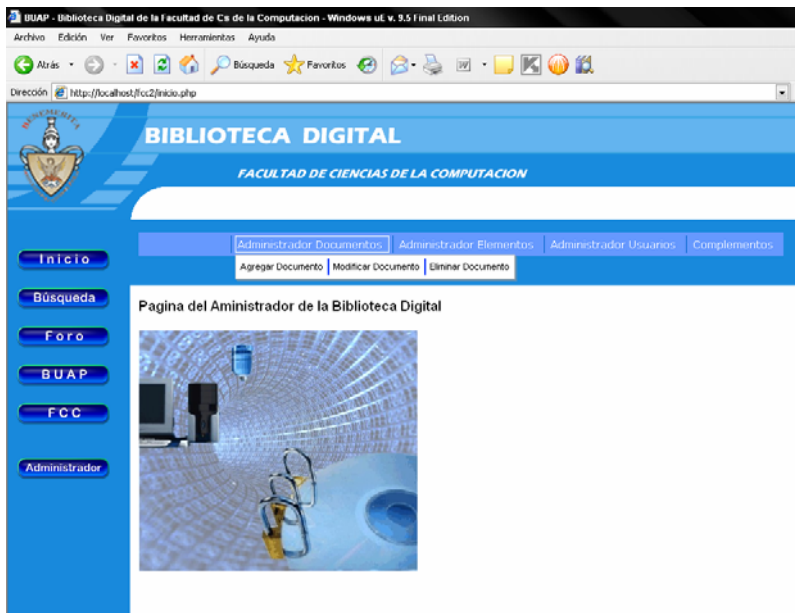 BUAP - Biblioteca Digital de la Facultad de Cs de la Computacion - Windows uE v. 9.5 Final Edition
Archivo Edición Ver Favoritos Herramientas Ayuda
Atrás Búsqueda Favoritos
Dirección http://localhost/fcc2/inicio.php
BENEMERITA
BIBLIOTECA DIGITAL
FACULTAD DE CIENCIAS DE LA COMPUTACION
Administrador Documentos Administrador Elementos Administrador Usuarios Complementos
Agregar Documento Modificar Documento Eliminar Documento
Inicio
Búsqueda
Foro
BUAP
FCC
Administrador
Pagina del Aministrador de la Biblioteca Digital